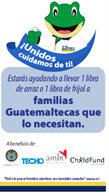 ¡Unidos
cuidamos de ti!
Estarás ayudando a llevar 1 libra
de arroz o 1 libra de frijol a
familias
Guatemaltecas que
lo necesitan.
A beneficio de:
TECHO
ambi
ChildFund